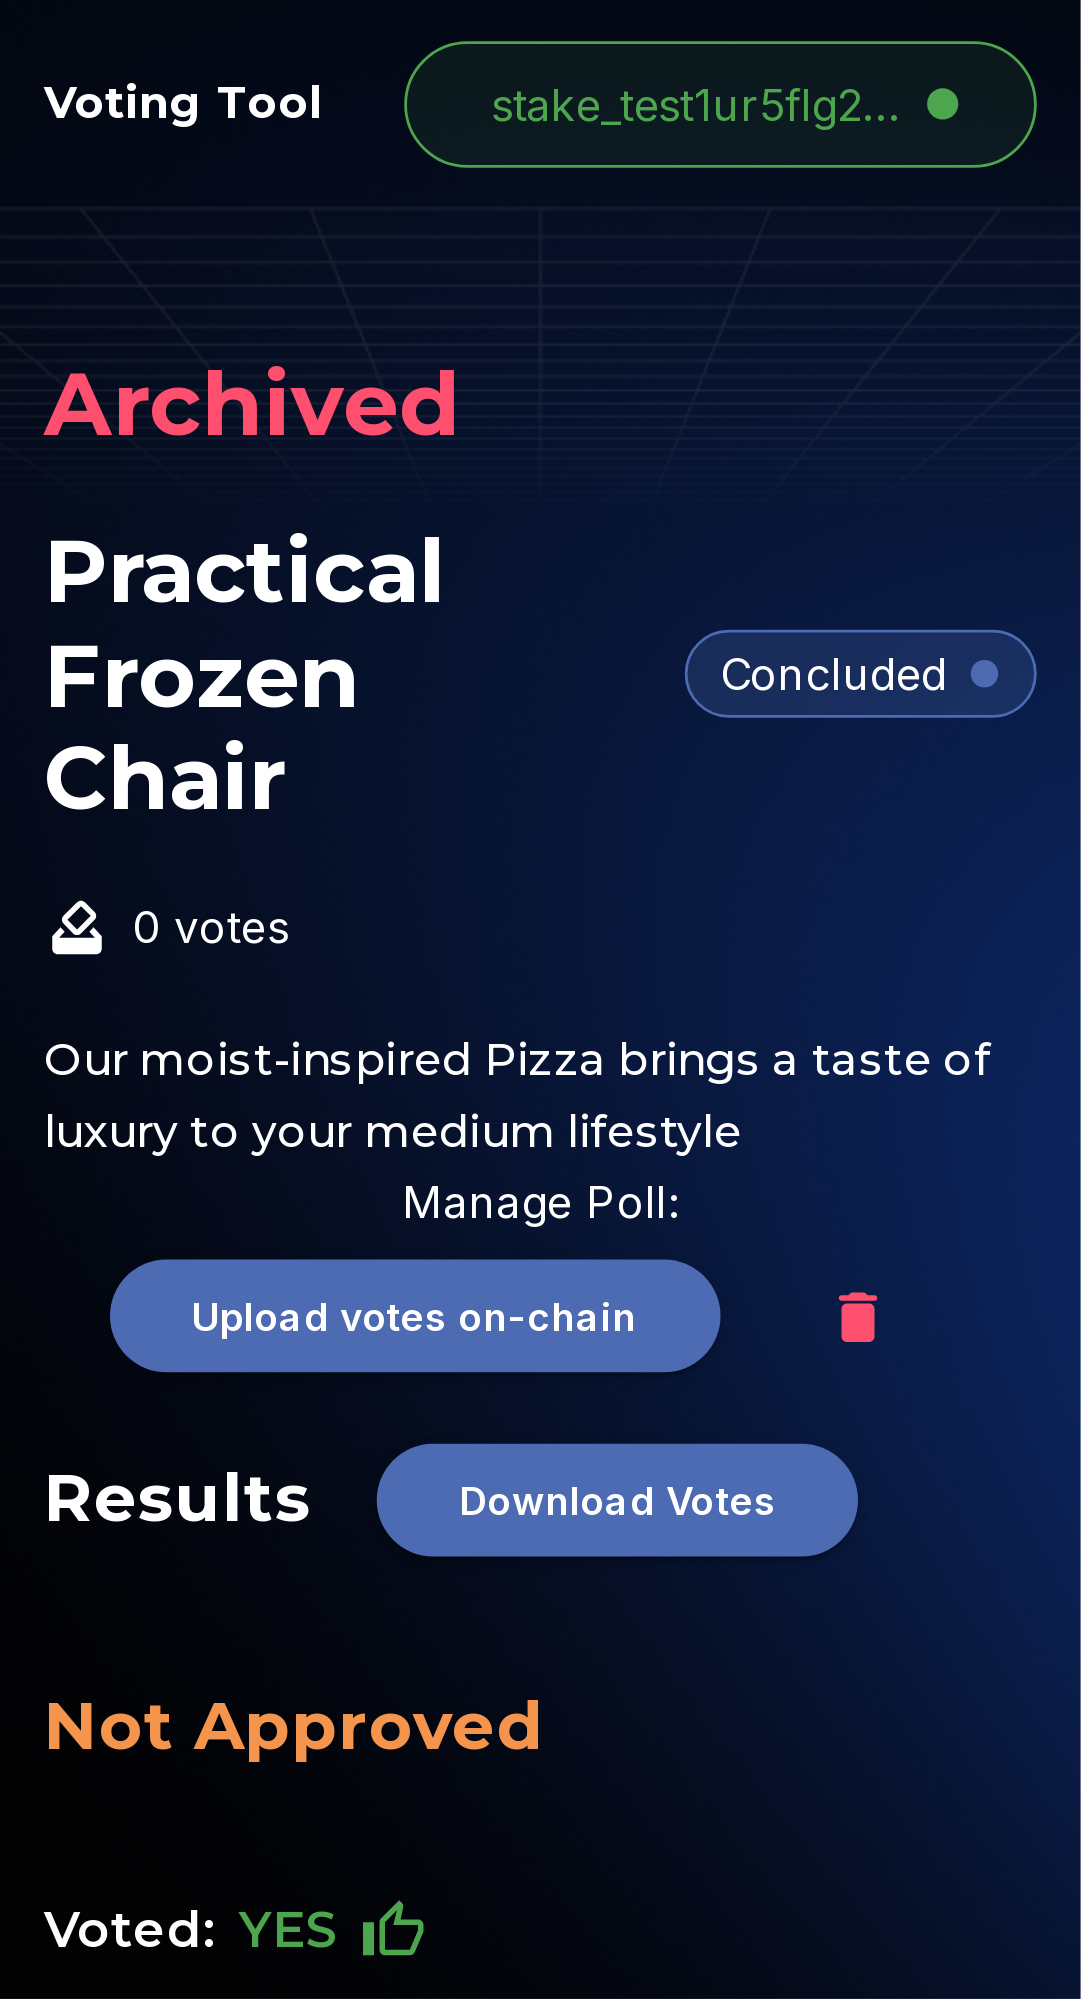 Voting Tool
stake_test1ur5flg2...
Archived
Practical
Frozen
Chair
Concluded
0 votes
Our moist-inspired Pizza brings a taste of
luxury to your medium lifestyle
Manage Poll:
Upload votes on-chain
Results
Download Votes
Not Approved
Voted: YES